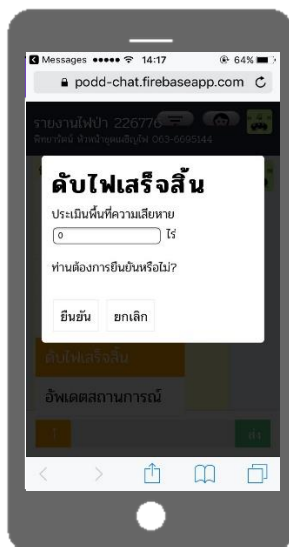 Messages 14:17 64%
podd-chat.firebaseapp.com
รายงานไฟป่า 226776
063-6695144
ดับไฟเสร็จสิ้น
ประเมินพื้นที่ความเสียหาย
0 ไร่
ท่านต้องการยืนยันหรือไม่?
ยืนยัน ยกเลิก
ดับไฟเสร็จสิ้น
อัพเดตสถานการณ์
ส่ง